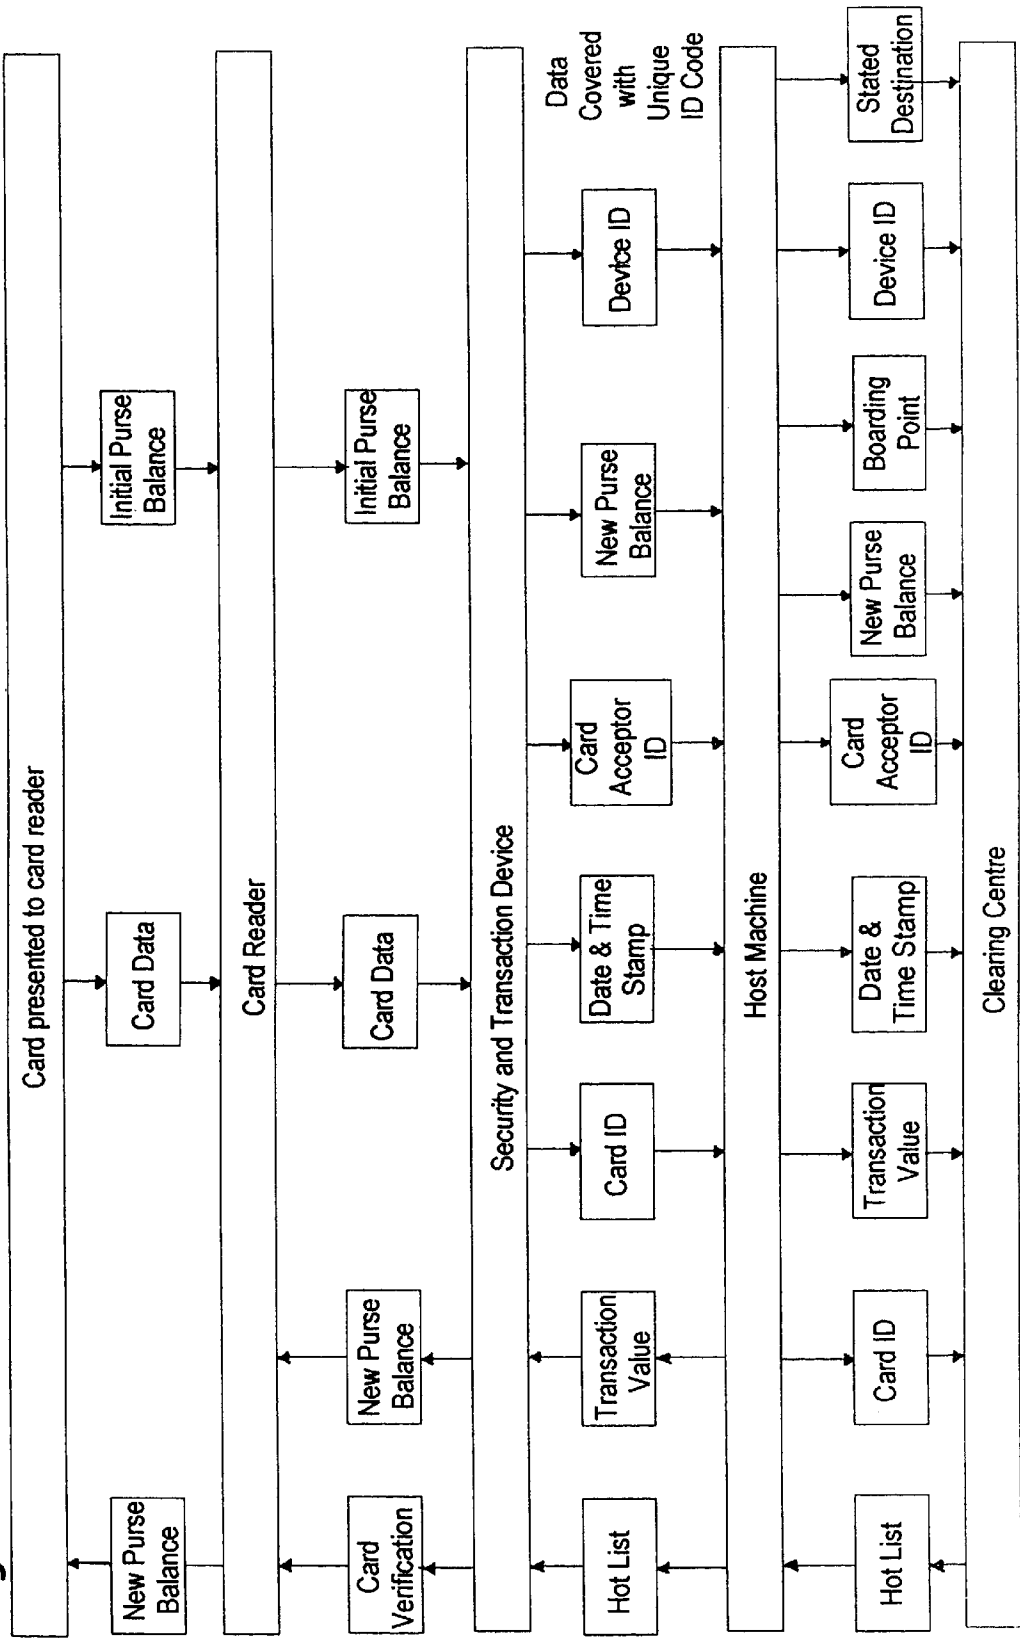 Card presented to card reader
New Purse
Balance
Card Data
Initial Purse
Balance
Card Reader
Card
Verification
New Purse
Balance
Card Data
Initial Purse
Balance
Security and Transaction Device
Hot List
Transaction
Value
Card ID
Date & Time
Stamp
Card
Acceptor
ID
New Purse
Balance
Device ID
Data
Covered
with
Unique
ID Code
Host Machine
Hot List
Card ID
Transaction
Value
Date &
Time Stamp
Card
Acceptor
ID
New Purse
Balance
Boarding
Point
Device ID
Stated
Destination
Clearing Centre